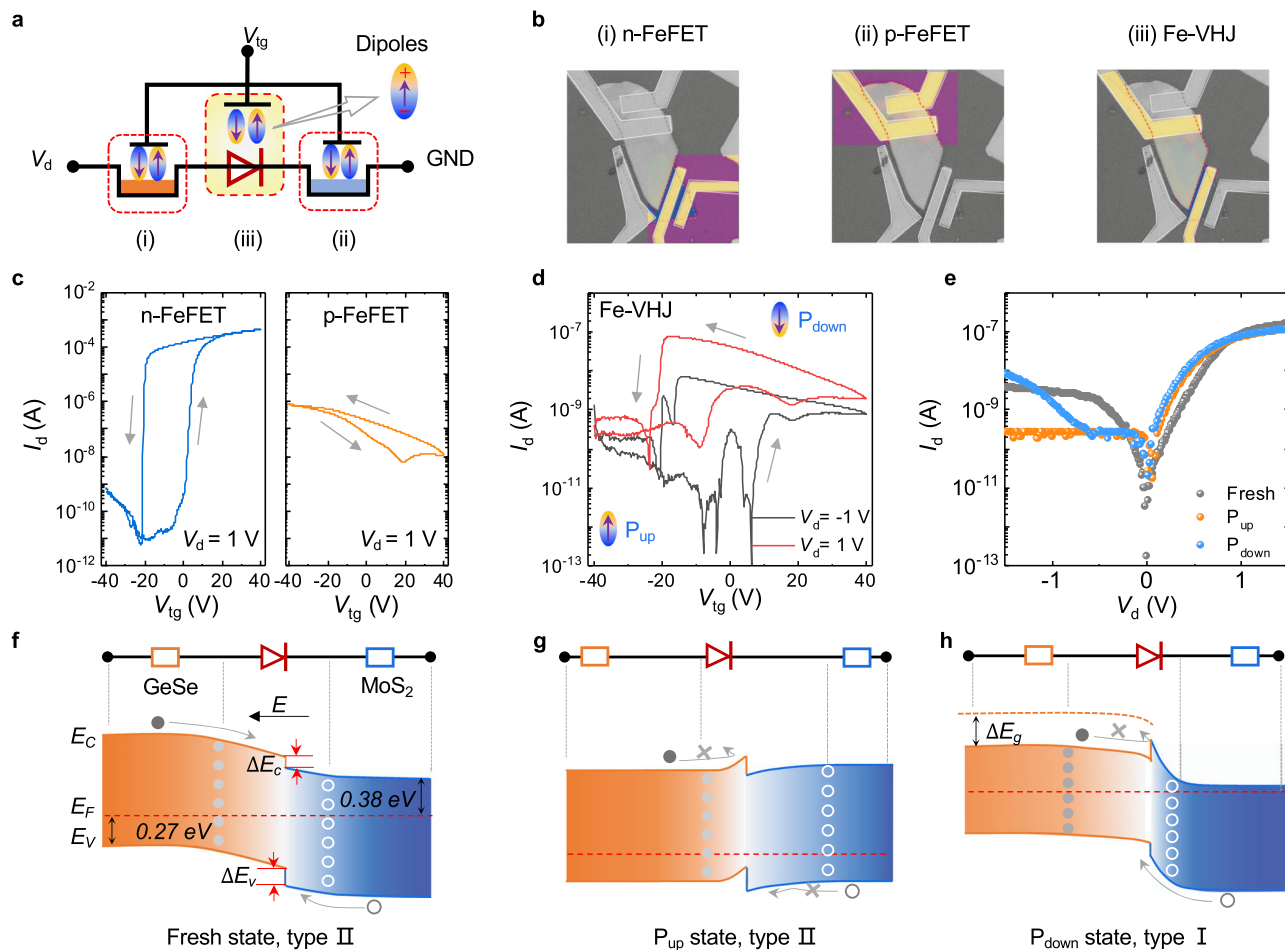 a
V_tg
Dipoles
+
−
V_d
GND
(i)
(iii)
(ii)
b
(i) n-FeFET
(ii) p-FeFET
(iii) Fe-VHJ
c
10^-2
10^-4
10^-6
10^-8
10^-10
10^-12
I_d (A)
n-FeFET
V_d = 1 V
-40 -20 0 20 40
V_tg (V)
p-FeFET
V_d = 1 V
-40 -20 0 20 40
V_tg (V)
d
10^-7
10^-9
10^-11
10^-13
I_d (A)
Fe-VHJ
P_down
P_up
V_d= -1 V
V_d= 1 V
-40 -20 0 20 40
V_tg (V)
e
10^-7
10^-9
10^-11
10^-13
I_d (A)
Fresh
P_up
P_down
-1 0 1
V_d (V)
f
GeSe
MoS_2
E
E_C
ΔE_c
E_F
0.38 eV
E_V
0.27 eV
ΔE_v
Fresh state, type II
g
P_up state, type II
h
ΔE_g
P_down state, type I